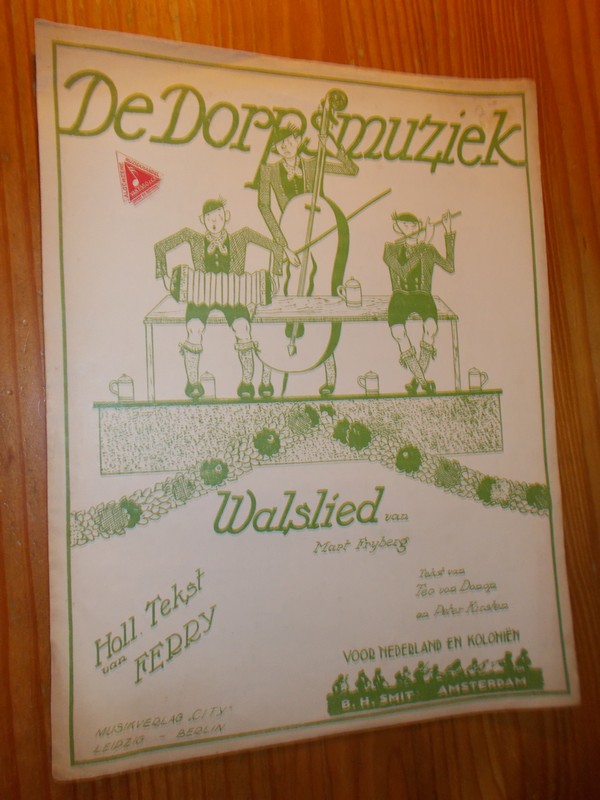 De Dorpsmuziek
Walslied van
Mart Fryberg
Tekst van
Teo von Donop
en Peter Kirsten
Holl. Tekst
van FERRY
VOOR NEDERLAND EN KOLONIËN
B. H. SMIT AMSTERDAM
MUSIKVERLAG „CITY"
LEIPZIG - BERLIN